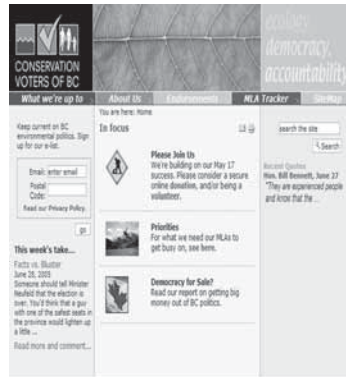 CONSERVATION
VOTERS OF BC
ecology
democracy,
accountability
What we're up to
About Us
Endorsements
MLA Tracker
SiteMap
You are here: Home
Keep current on BC
environmental politics. Sign
up for our e-list.
Email: enter email
Postal
Code:
Read our Privacy Policy.
go
This week's take...
Facts vs. Bluster
June 28, 2005
Someone should tell Minister
Neufeld that the election is
over. You'd think that a guy
with one of the safest seats in
the province would lighten up
a little ...
Read more and comment...
In focus
Please Join Us
We're building on our May 17
success. Please consider a secure
online donation, and/or being a
volunteer.
Priorities
For what we need our MLAs to
get busy on, see here.
Democracy for Sale?
Read our report on getting big
money out of BC politics.
search the site
Search
Recent Quotes
Hon. Bill Bennett, June 27
"They are experienced people
and know that the ...